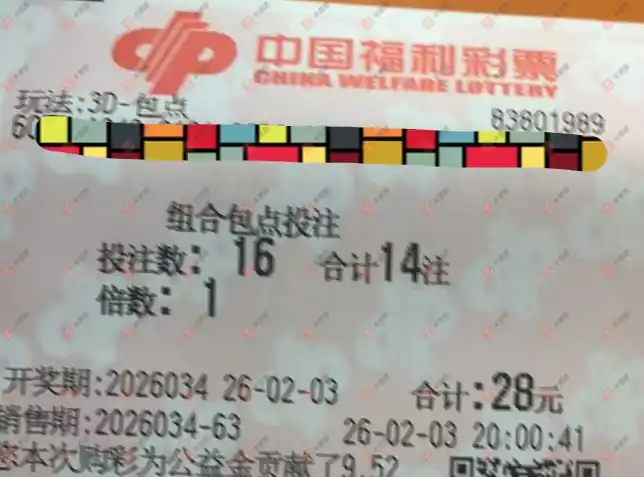 中国福利彩票
CHINA WELFARE LOTTERY
玩法:3D-包点
83801989
组合包点投注
投注数: 16 合计14注
倍数: 1
开奖期:2026034 26-02-03 合计:28元
销售期:2026034-63 26-02-03 20:00:41
您本次购彩为公益金贡献了9.52